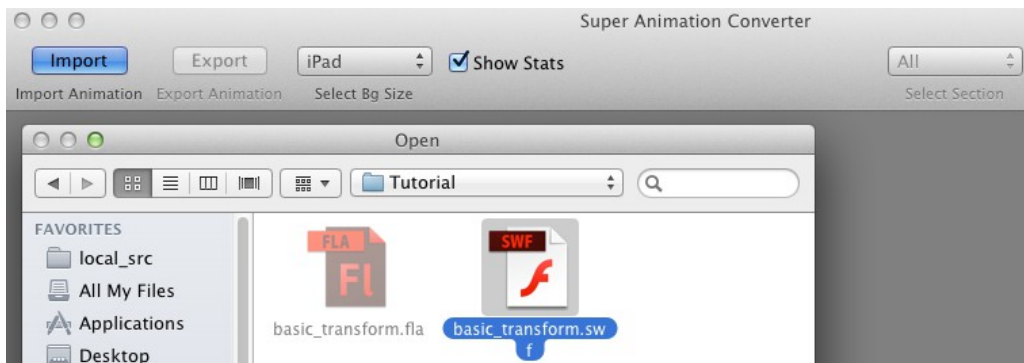 Super Animation Converter
Import Export iPad Show Stats All
Import Animation Export Animation Select Bg Size Select Section
Open
Tutorial
FAVORITES
local_src
All My Files
Applications
Desktop
FLA
Fl
basic_transform.fla
SWF
basic_transform.sw
f